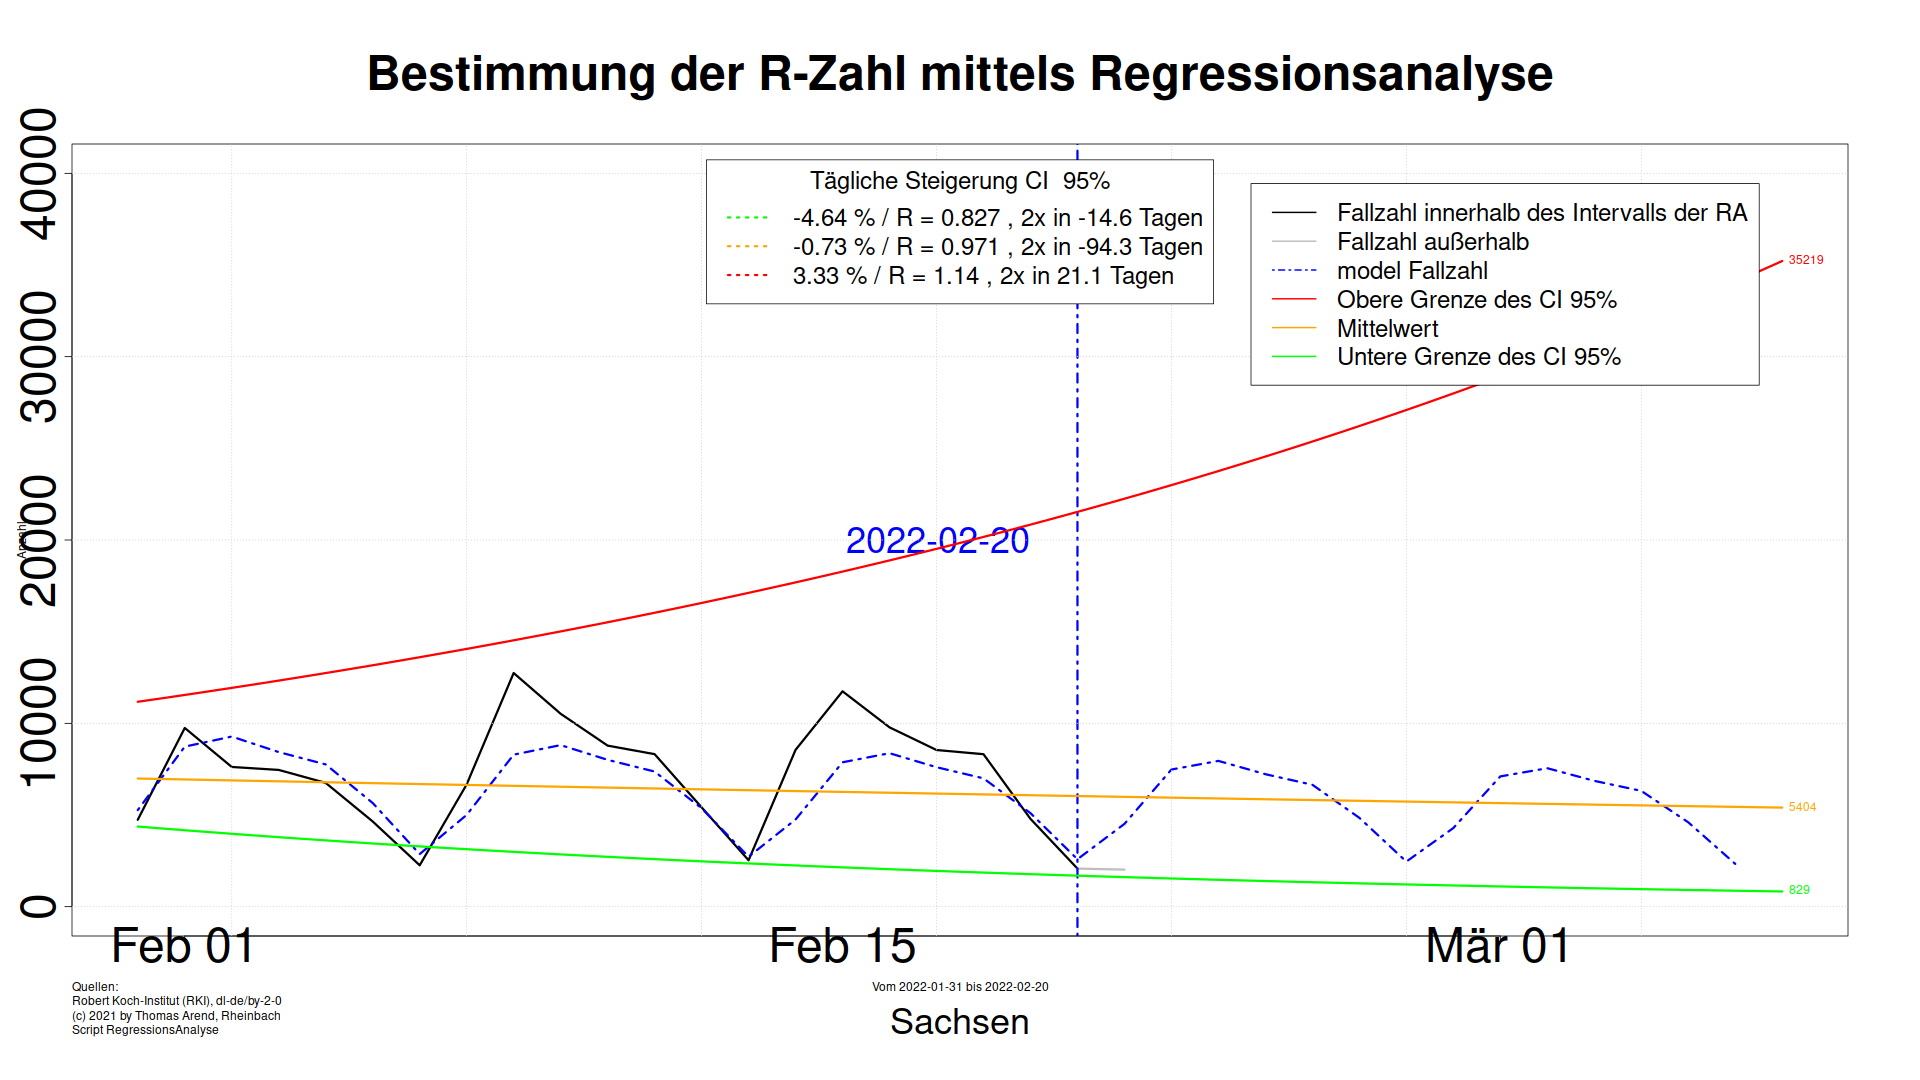 Bestimmung der R-Zahl mittels Regressionsanalyse
Anzahl
40000
30000
20000
10000
0
Tägliche Steigerung CI 95%
-4.64 % / R = 0.827 , 2x in -14.6 Tagen
-0.73 % / R = 0.971 , 2x in -94.3 Tagen
3.33 % / R = 1.14 , 2x in 21.1 Tagen
Fallzahl innerhalb des Intervalls der RA
Fallzahl außerhalb
model Fallzahl
Obere Grenze des CI 95%
Mittelwert
Untere Grenze des CI 95%
35219
2022-02-20
5404
829
Feb 01
Feb 15
Mär 01
Quellen:
Robert Koch-Institut (RKI), dl-de/by-2-0
(c) 2021 by Thomas Arend, Rheinbach
Script RegressionsAnalyse
Vom 2022-01-31 bis 2022-02-20
Sachsen